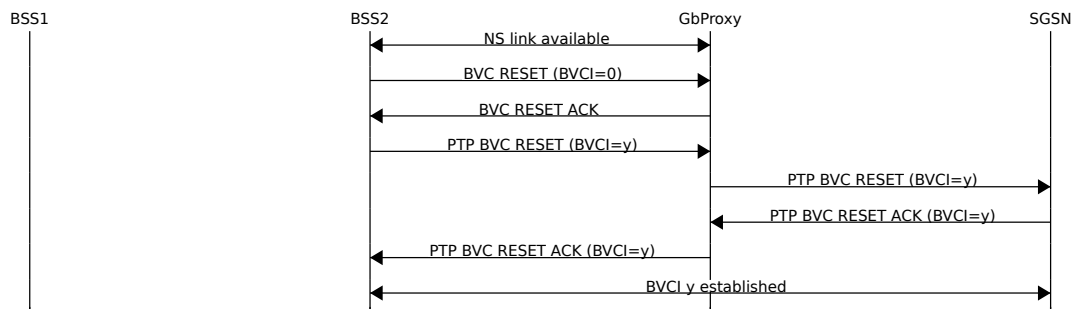 BSS1
BSS2
GbProxy
SGSN
NS link available
BVC RESET (BVCI=0)
BVC RESET ACK
PTP BVC RESET (BVCI=y)
PTP BVC RESET (BVCI=y)
PTP BVC RESET ACK (BVCI=y)
PTP BVC RESET ACK (BVCI=y)
BVCI y established